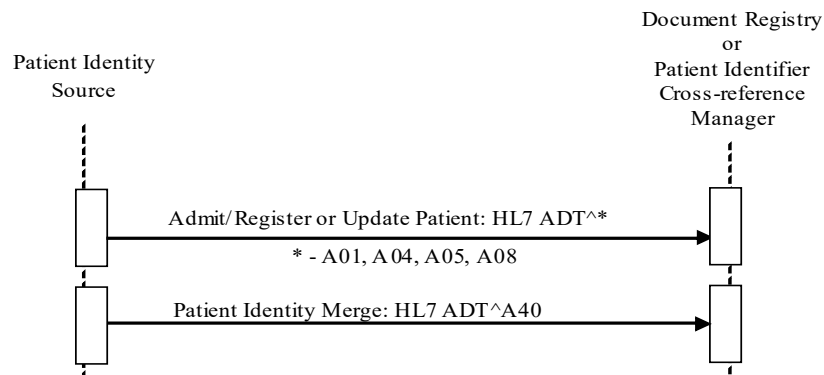 Patient Identity
Source
Document Registry
or
Patient Identifier
Cross-reference
Manager
Admit/Register or Update Patient: HL7 ADT^*
* - A01, A04, A05, A08
Patient Identity Merge: HL7 ADT^A40